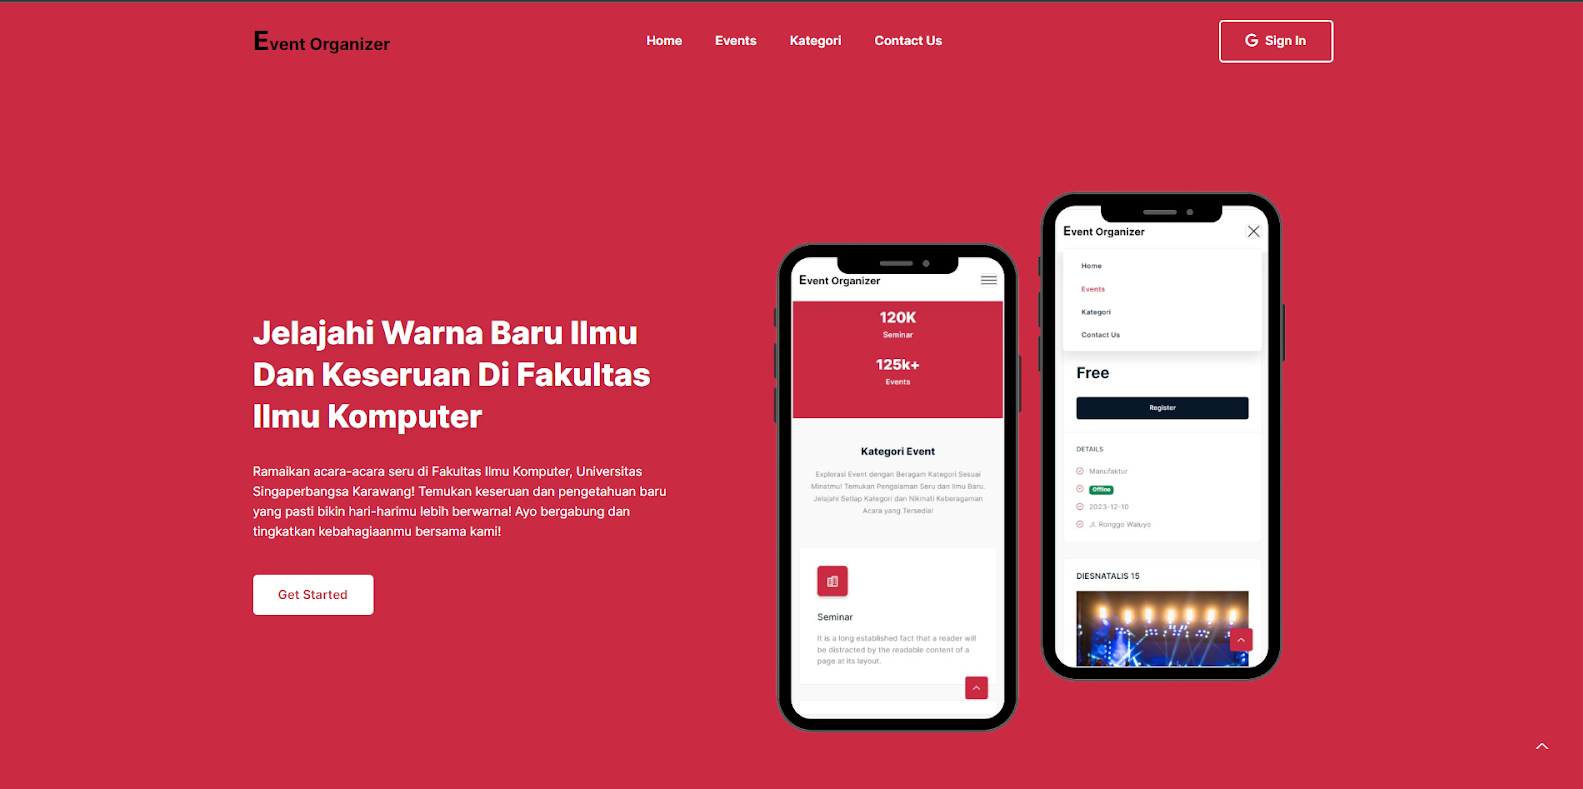 Event Organizer
Home Events Kategori Contact Us
Sign In
Jelajahi Warna Baru Ilmu
Dan Keseruan Di Fakultas
Ilmu Komputer
Ramaikan acara-acara seru di Fakultas Ilmu Komputer, Universitas
Singaperbangsa Karawang! Temukan keseruan dan pengetahuan baru
yang pasti bikin hari-harimu lebih berwarna! Ayo bergabung dan
tingkatkan kebahagiaanmu bersama kami!
Get Started
Event Organizer
120K
Seminar
125k+
Events
Kategori Event
Explorasi Event dengan Beragam Kategori Sesuai
Minatmu! Temukan Pengalaman Seru dan Ilmu Baru.
Jelajahi Setiap Kategori dan Nikmati Keberagaman
Acara yang Tersedia!
Seminar
It is a long established fact that a reader will
be distracted by the readable content of a
page at its layout.
Event Organizer
Home
Events
Kategori
Contact Us
Free
Register
DETAILS
Manufaktur
Offline
2023-12-10
Jl. Ronggo Waluyo
DIESNATALIS 15